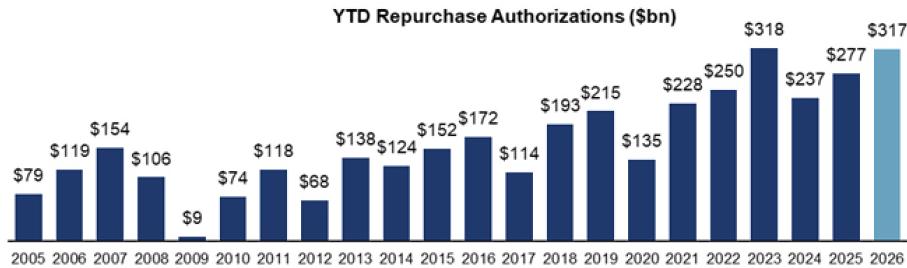 YTD Repurchase Authorizations ($bn)
$79 $119 $154 $106 $9 $74 $118 $68 $138 $124 $152 $172 $114 $193 $215 $135 $228 $250 $318 $237 $277 $317
2005 2006 2007 2008 2009 2010 2011 2012 2013 2014 2015 2016 2017 2018 2019 2020 2021 2022 2023 2024 2025 2026